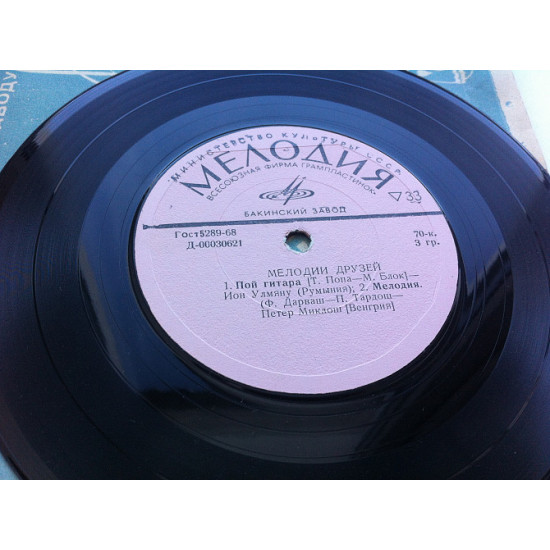 ЗАВОДУ
"МИНИСТЕРСТВО КУЛЬТУРЫ СССР
МЕЛОДИЯ
ВСЕСОЮЗНАЯ ФИРМА ГРАМПЛАСТИНОК"
33
БАКИНСКИЙ ЗАВОД
Гост5289-68 70-к.
Д-00030621 3 гр.
МЕЛОДИИ ДРУЗЕЙ
1. Пой гитара [Т. Попа—М. Блок]—
Ион Улмяну (Румыния); 2. Мелодия.
(Ф. Дарваш—П. Тардош—
Петер Миклош [Венгрия)